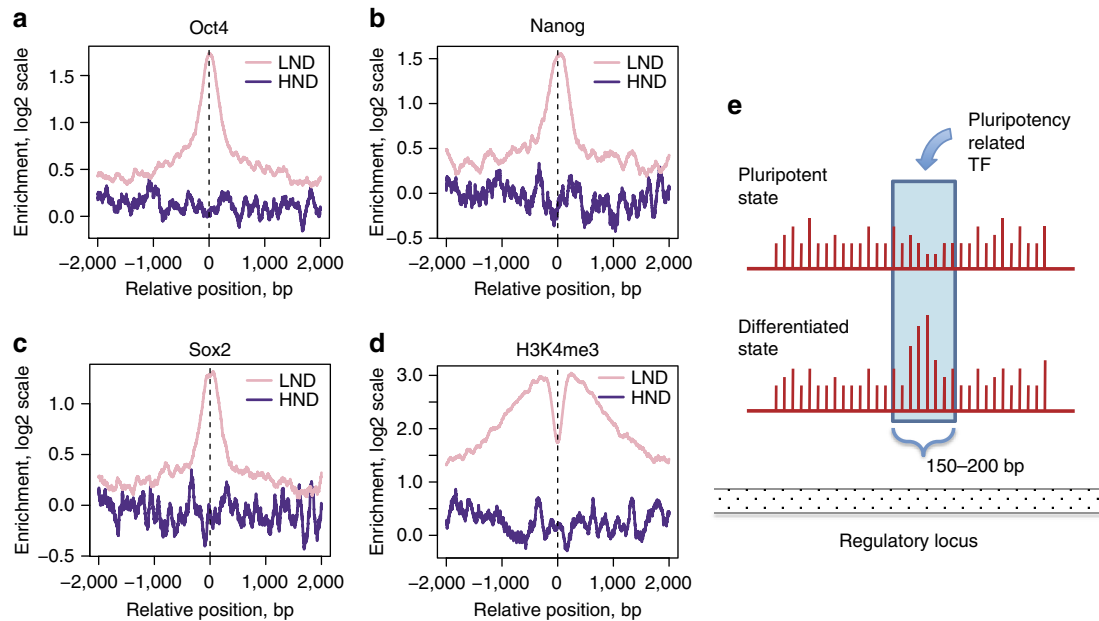 a
Oct4
Enrichment, log2 scale
1.5
1.0
0.5
0.0
LND
HND
−2,000 −1,000 0 1,000 2,000
Relative position, bp
b
Nanog
Enrichment, log2 scale
1.5
1.0
0.5
0.0
−0.5
LND
HND
−2,000 −1,000 0 1,000 2,000
Relative position, bp
c
Sox2
Enrichment, log2 scale
1.0
0.5
0.0
−0.5
LND
HND
−2,000 −1,000 0 1,000 2,000
Relative position, bp
d
H3K4me3
Enrichment, log2 scale
3.0
2.0
1.0
0.0
LND
HND
−2,000 −1,000 0 1,000 2,000
Relative position, bp
e
Pluripotency
related
TF
Pluripotent
state
Differentiated
state
150–200 bp
Regulatory locus